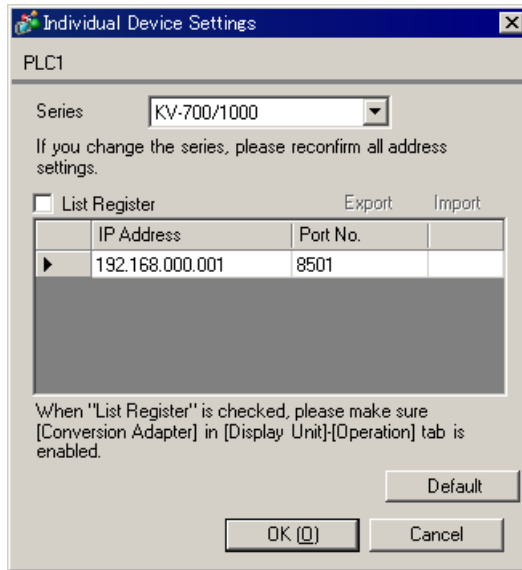 Individual Device Settings
PLC1
Series KV-700/1000
If you change the series, please reconfirm all address
settings.
List Register Export Import
IP Address Port No.
192.168.000.001 8501
When "List Register" is checked, please make sure
[Conversion Adapter] in [Display Unit]-[Operation] tab is
enabled.
Default
OK (O) Cancel